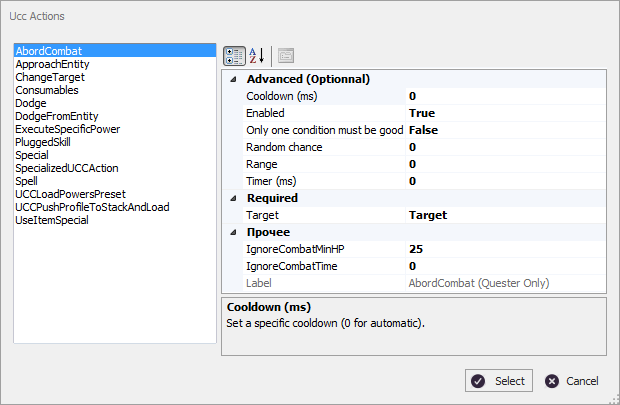 Ucc Actions
AbordCombat
ApproachEntity
ChangeTarget
Consumables
Dodge
DodgeFromEntity
ExecuteSpecificPower
PluggedSkill
Special
SpecializedUCCAction
Spell
UCCLoadPowersPreset
UCCPushProfileToStackAndLoad
UseItemSpecial
A Z
Advanced (Optionnal)
Cooldown (ms) 0
Enabled True
Only one condition must be good False
Random chance 0
Range 0
Timer (ms) 0
Required
Target Target
Прочее
IgnoreCombatMinHP 25
IgnoreCombatTime 0
Label AbordCombat (Quester Only)
Cooldown (ms)
Set a specific cooldown (0 for automatic).
Select Cancel